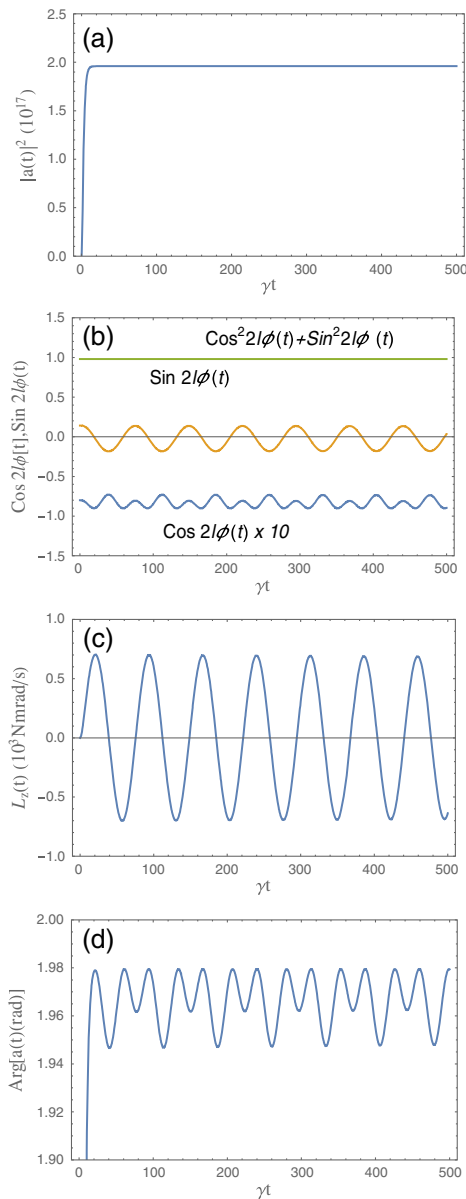 (a)
2.5
2.0
1.5
1.0
0.5
0.0
|a(t)|² (10¹⁷)
0 100 200 300 400 500
γt
(b)
1.5
1.0
0.5
0.0
−0.5
−1.0
−1.5
Cos 2lϕ[t],Sin 2lϕ(t)
Cos²2lϕ(t)+Sin²2lϕ (t)
Sin 2lϕ(t)
Cos 2lϕ(t) x 10
0 100 200 300 400 500
γt
(c)
1.0
0.5
0.0
−0.5
−1.0
L_z(t) (10³Nmrad/s)
0 100 200 300 400 500
γt
(d)
2.00
1.98
1.96
1.94
1.92
1.90
Arg[a(t)(rad)]
0 100 200 300 400 500
γt